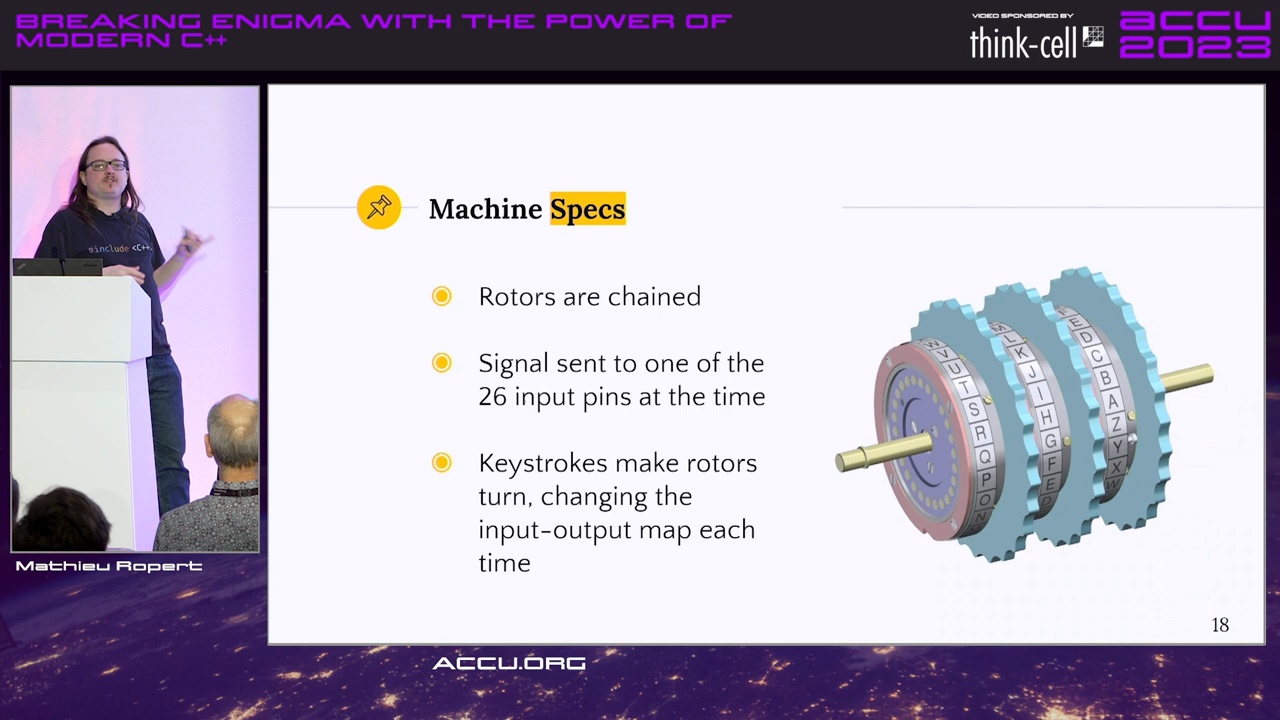 BREAKING ENIGMA WITH THE POWER OF
MODERN C++
VIDEO SPONSORED BY
think-cell
ACCU
2023
#include <C++
Mathieu Ropert
Machine Specs
Rotors are chained
Signal sent to one of the
26 input pins at the time
Keystrokes make rotors
turn, changing the
input-output map each
time
W V U T S R Q P O N
M L K J I H G F E D
F E D C B A Z Y X W
18
ACCU.ORG